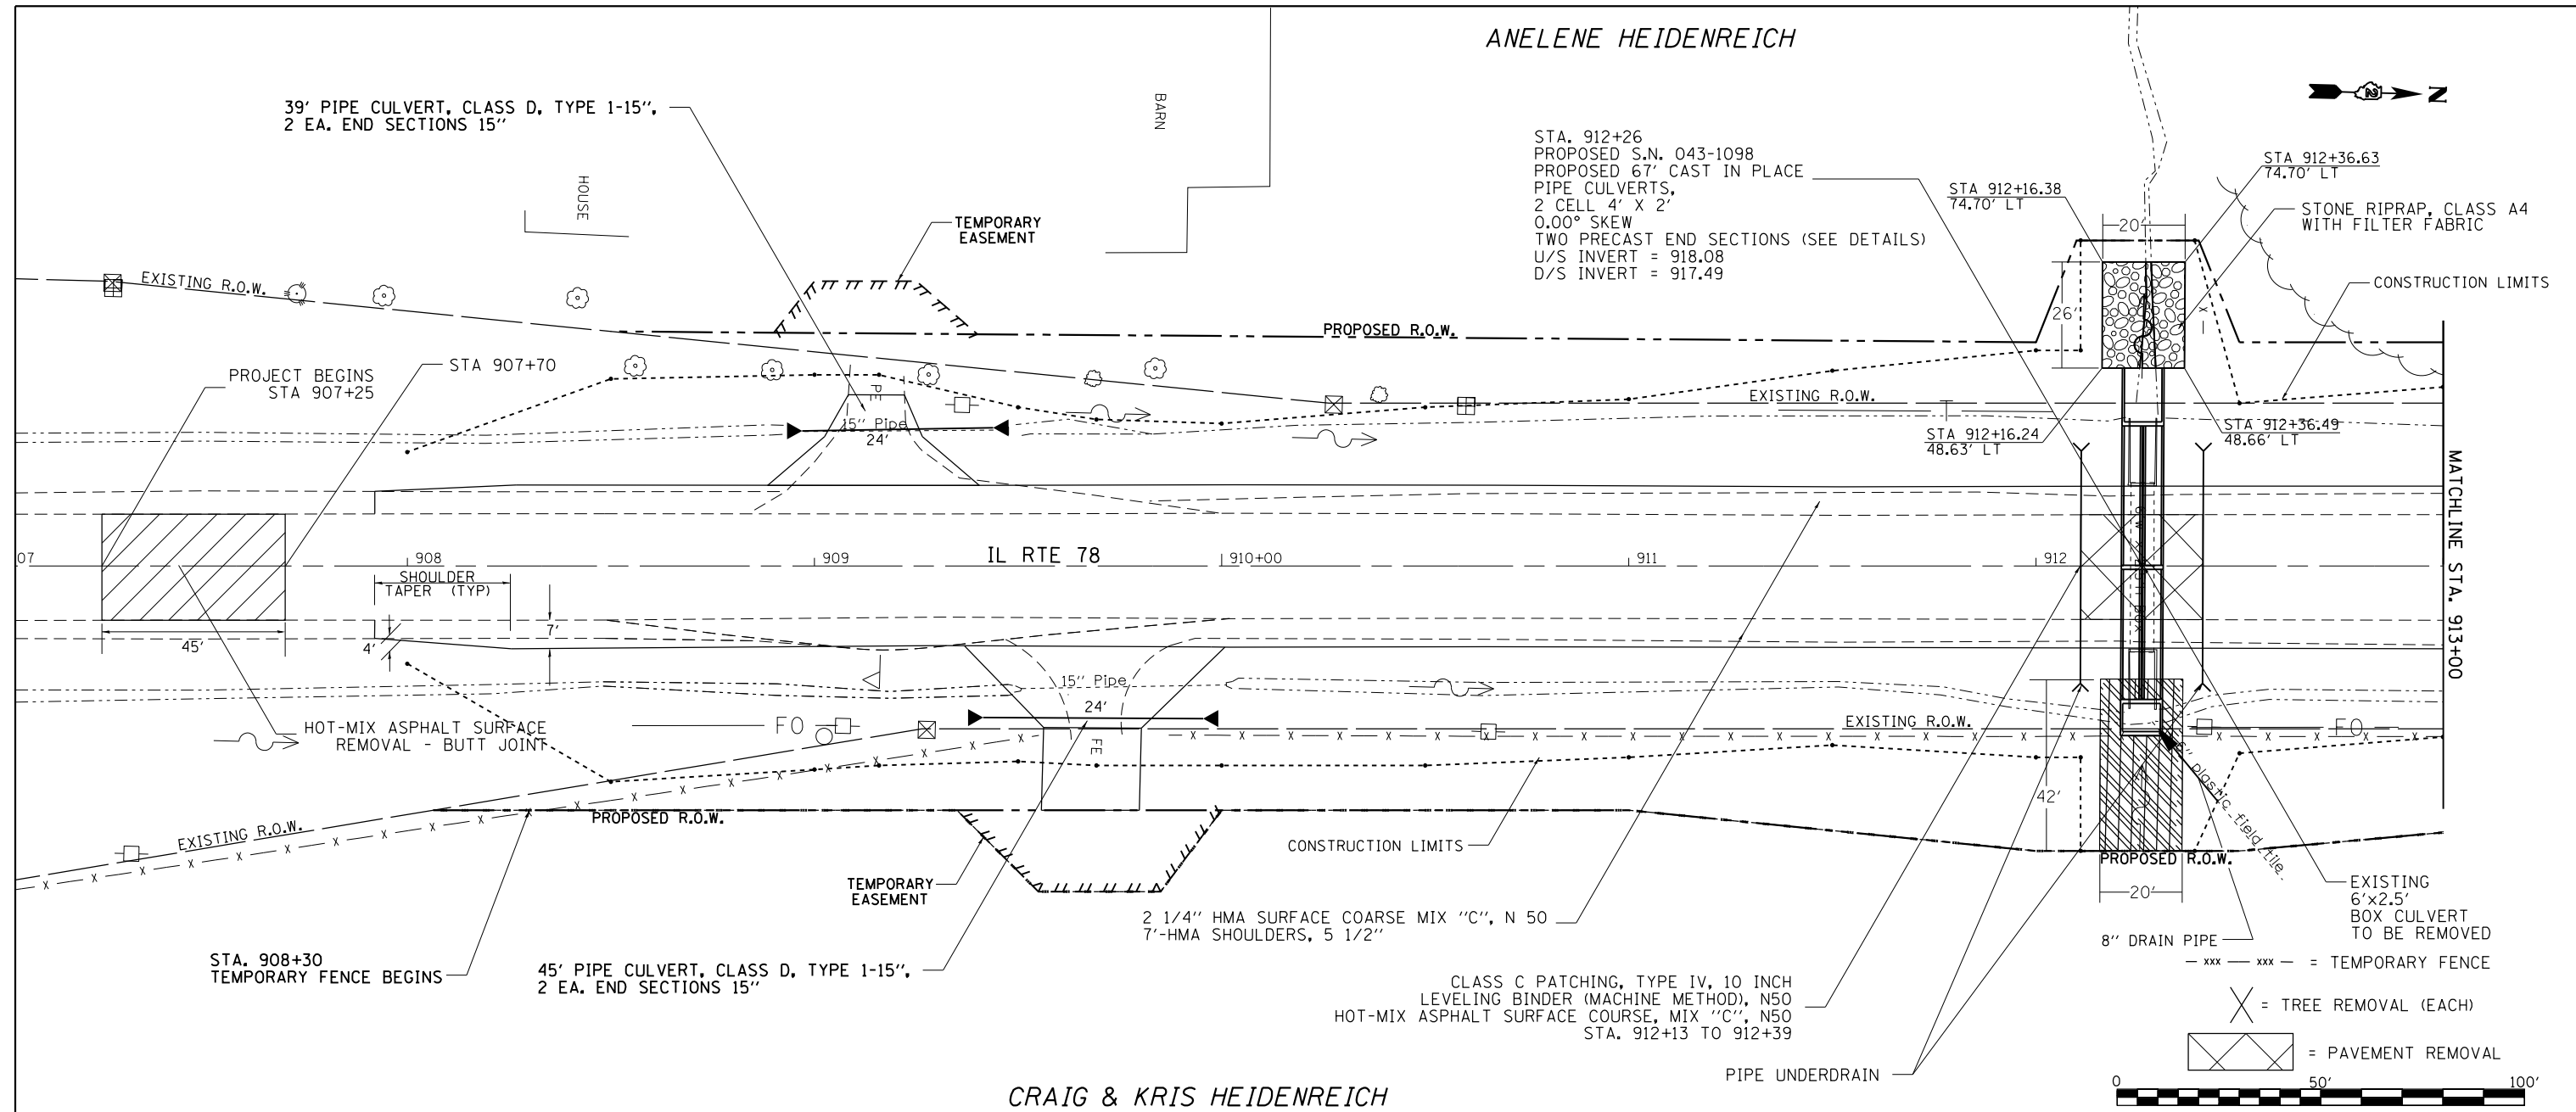 ANELENE HEIDENREICH
39' PIPE CULVERT, CLASS D, TYPE 1-15",
2 EA. END SECTIONS 15"
HOUSE
BARN
TEMPORARY
EASEMENT
STA. 912+26
PROPOSED S.N. 043-1098
PROPOSED 67' CAST IN PLACE
PIPE CULVERTS,
2 CELL 4' X 2'
0.00° SKEW
TWO PRECAST END SECTIONS (SEE DETAILS)
U/S INVERT = 918.08
D/S INVERT = 917.49
N
STA 912+36.63
74.70' LT
STA 912+16.38
74.70' LT
STONE RIPRAP, CLASS A4
WITH FILTER FABRIC
20'
CONSTRUCTION LIMITS
26'
EXISTING R.O.W.
PROPOSED R.O.W.
PROJECT BEGINS
STA 907+25
STA 907+70
PE
15" Pipe
24'
EXISTING R.O.W.
STA 912+16.24
48.63' LT
STA 912+36.49
48.66' LT
MATCHLINE STA. 913+00
07
908
909
IL RTE 78
910+00
911
912
SHOULDER
TAPER (TYP)
45'
4'
7'
15" Pipe
24'
FE
HOT-MIX ASPHALT SURFACE
REMOVAL - BUTT JOINT
FO
EXISTING R.O.W.
FO
6" plastic field tile
42'
EXISTING R.O.W.
PROPOSED R.O.W.
CONSTRUCTION LIMITS
PROPOSED R.O.W.
20'
TEMPORARY
EASEMENT
2 1/4" HMA SURFACE COARSE MIX "C", N 50
7'-HMA SHOULDERS, 5 1/2"
EXISTING
6'x2.5'
BOX CULVERT
TO BE REMOVED
8" DRAIN PIPE
STA. 908+30
TEMPORARY FENCE BEGINS
45' PIPE CULVERT, CLASS D, TYPE 1-15",
2 EA. END SECTIONS 15"
CLASS C PATCHING, TYPE IV, 10 INCH
LEVELING BINDER (MACHINE METHOD), N50
HOT-MIX ASPHALT SURFACE COURSE, MIX "C", N50
STA. 912+13 TO 912+39
PIPE UNDERDRAIN
xxx xxx = TEMPORARY FENCE
= TREE REMOVAL (EACH)
= PAVEMENT REMOVAL
0 50' 100'
CRAIG & KRIS HEIDENREICH